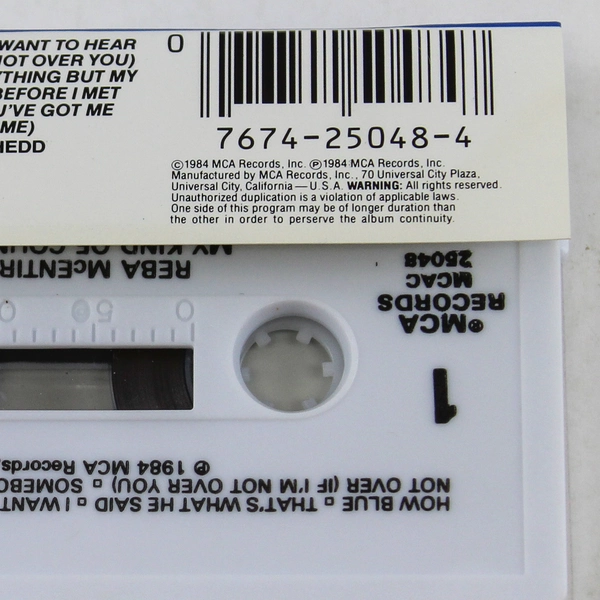 WANT TO HEAR
NOT OVER YOU)
THING BUT MY
BEFORE I MET
U'VE GOT ME
ME)
HEDD
0
7674-25048-4
©1984 MCA Records, Inc. ℗1984 MCA Records, Inc.
Manufactured by MCA Records, Inc., 70 Universal City Plaza,
Universal City, California — U.S.A. WARNING: All rights reserved.
Unauthorized duplication is a violation of applicable laws.
One side of this program may be of longer duration than
the other in order to perserve the album continuity.
HOW BLUE ▫ THAT'S WHAT HE SAID ▫ I WANT
NOT OVER (IF I'M NOT OVER YOU) ▫ SOMEBO
℗ 1984 MCA Records,
1
0 50 0
®MCA
RECORDS
MCAC
25048
REBA McENTIR
MY KIND OF COUN